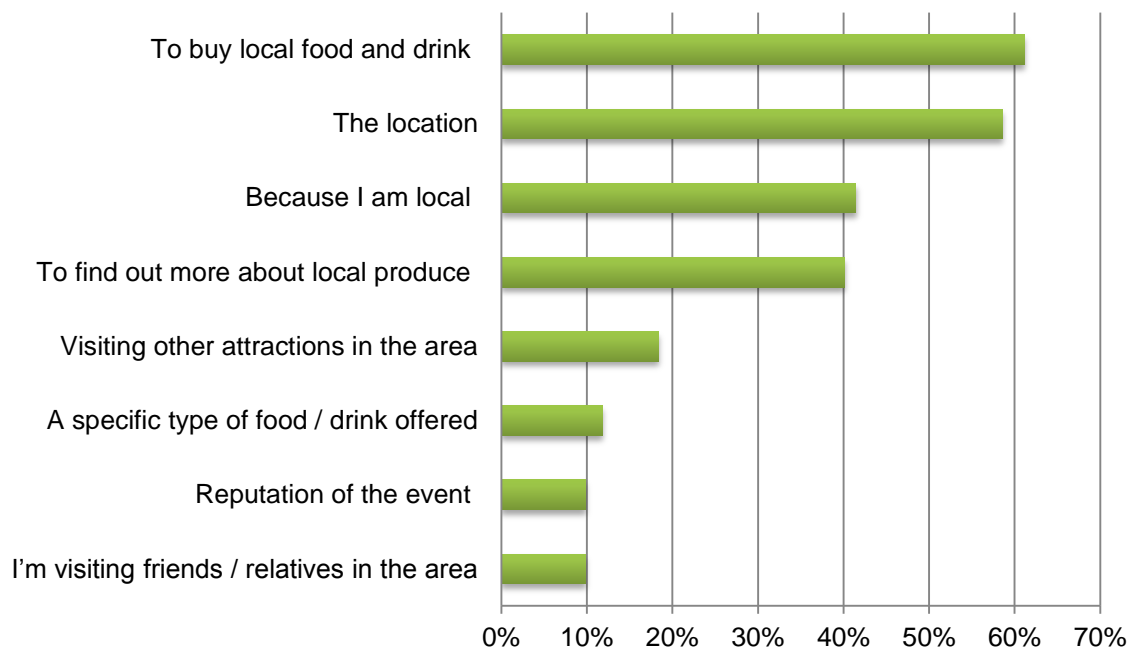 To buy local food and drink
The location
Because I am local
To find out more about local produce
Visiting other attractions in the area
A specific type of food / drink offered
Reputation of the event
I’m visiting friends / relatives in the area
0% 10% 20% 30% 40% 50% 60% 70%